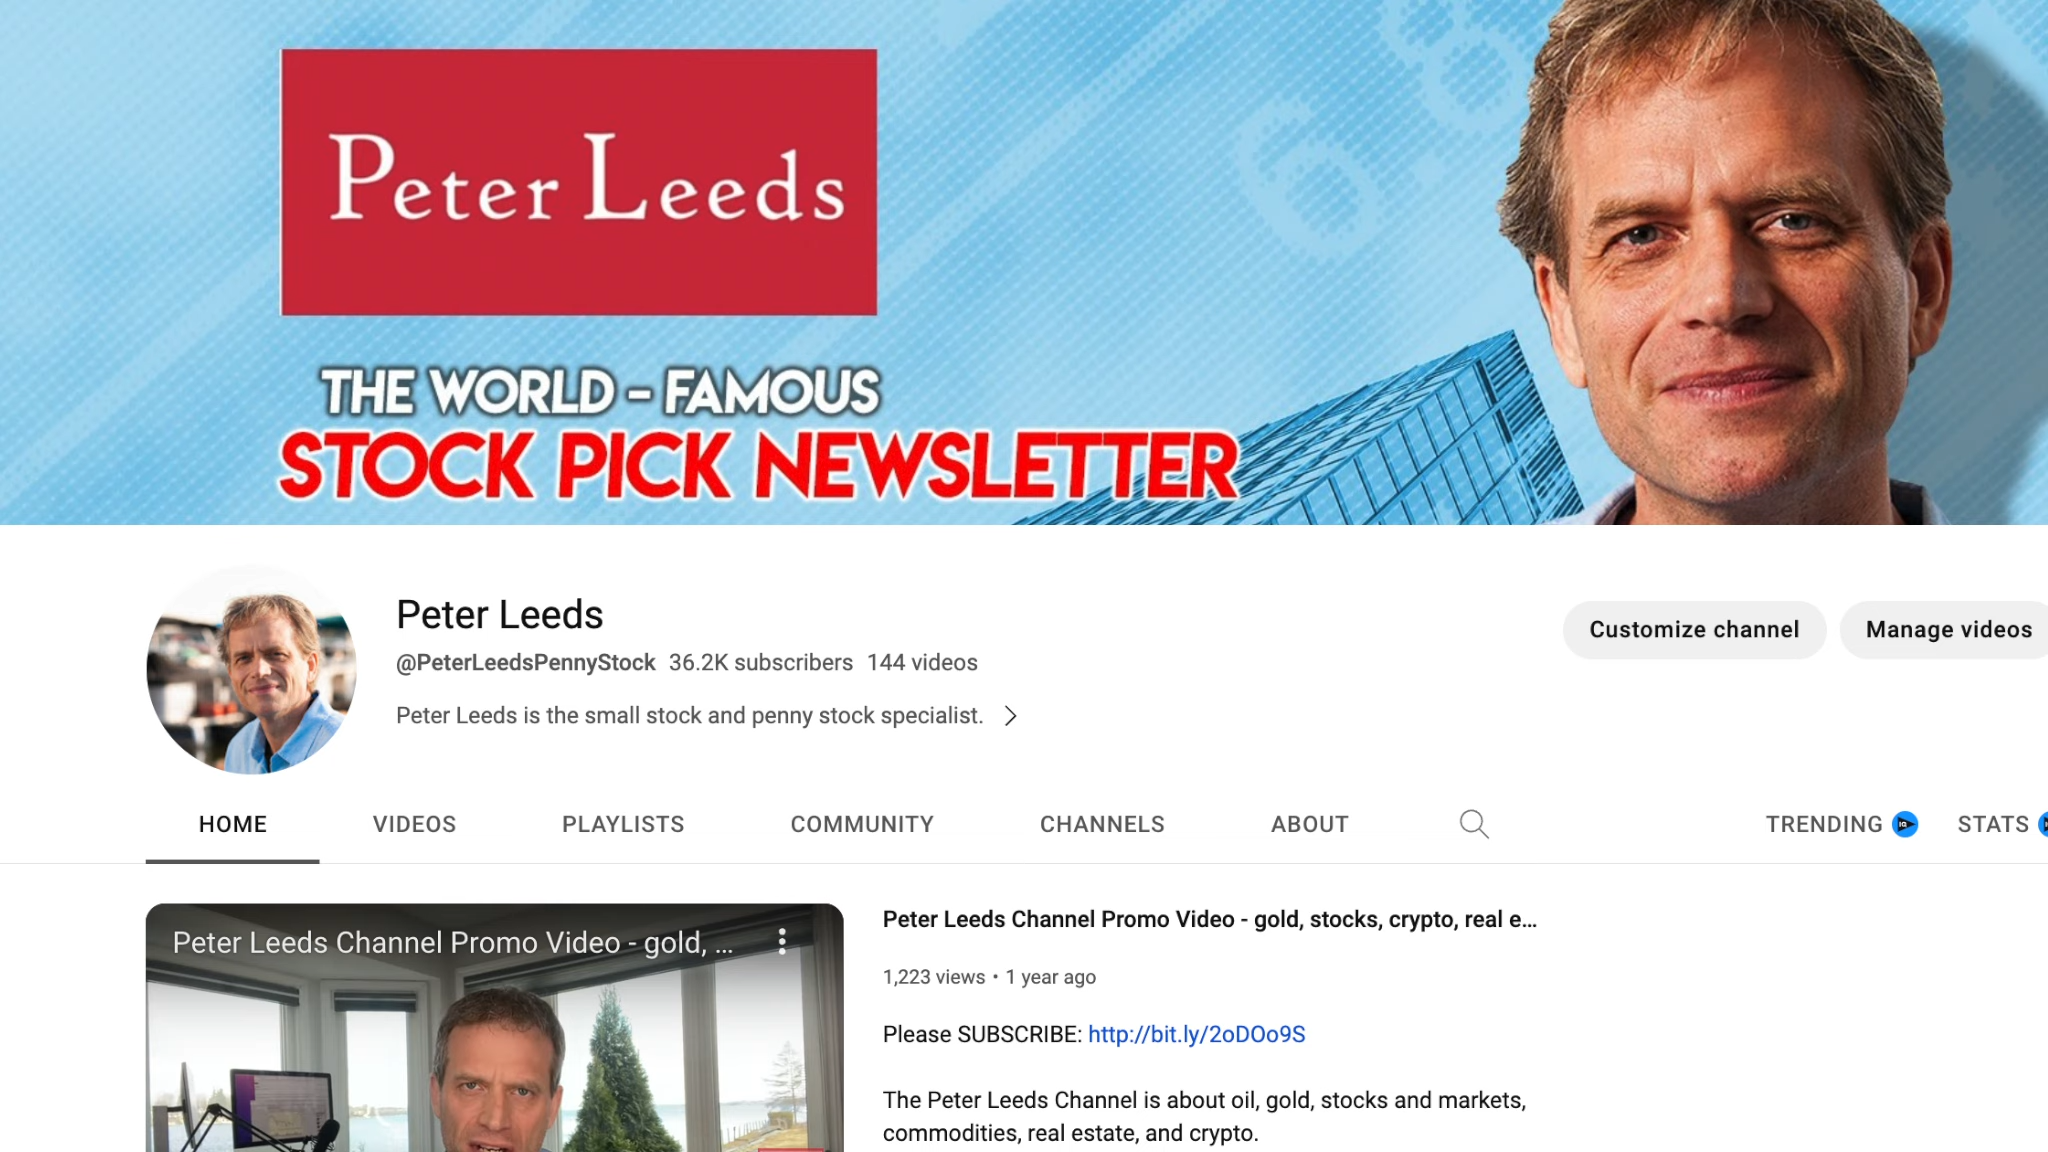 Peter Leeds
THE WORLD - FAMOUS
STOCK PICK NEWSLETTER
Peter Leeds
@PeterLeedsPennyStock 36.2K subscribers 144 videos
Peter Leeds is the small stock and penny stock specialist.
Customize channel
Manage videos
HOME VIDEOS PLAYLISTS COMMUNITY CHANNELS ABOUT TRENDING STATS
Peter Leeds Channel Promo Video - gold, ...
Peter Leeds Channel Promo Video - gold, stocks, crypto, real e...
1,223 views • 1 year ago
Please SUBSCRIBE: http://bit.ly/2oDOo9S
The Peter Leeds Channel is about oil, gold, stocks and markets,
commodities, real estate, and crypto.